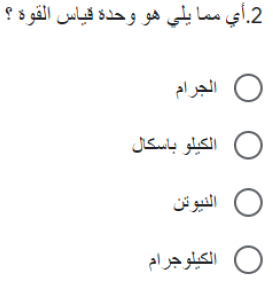 2.أي مما يلي هو وحدة قياس القوة ؟
الجرام
الكيلو باسكال
النيوتن
الكيلوجرام